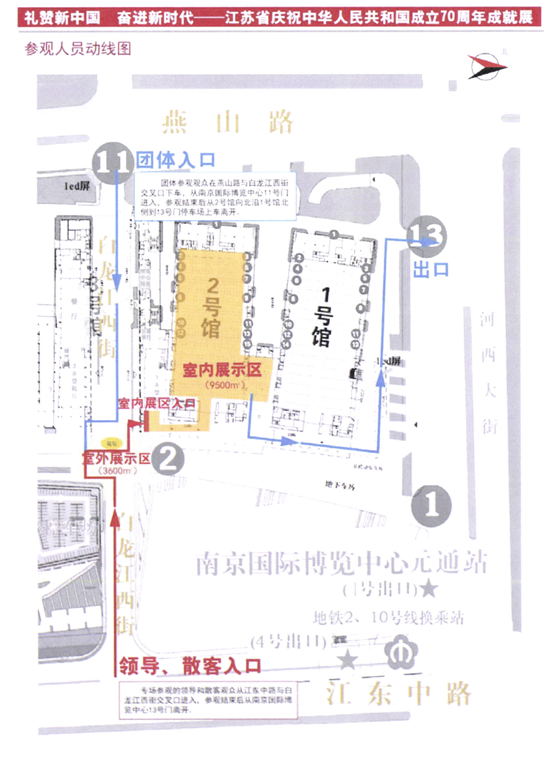 礼赞新中国 奋进新时代——江苏省庆祝中华人民共和国成立70周年成就展
参观人员动线图
北
燕山路
11 团体入口
1ed屏
团体参观观众在燕山路与白龙江西街
交叉口下车，从南京国际博览中心11号门
进入，参观结束后从2号馆向北沿1号馆北
侧到13号门停车场上车离开。
13
出口
白龙江西街
3号馆
2号馆
1号馆
河西大街
1ed屏
室内展示区
(9500㎡)
室内展区入口
室外展示区
(3600㎡)
2
地下车场
1
白龙江西街
南京国际博览中心元通站
(1号出口)
地铁2、10号线换乘站
(4号出口)
领导、散客入口
专场参观的领导和散客观众从江东中路与白
龙江西街交叉口进入，参观结束后从南京国际博
览中心13号门离开。
江东中路